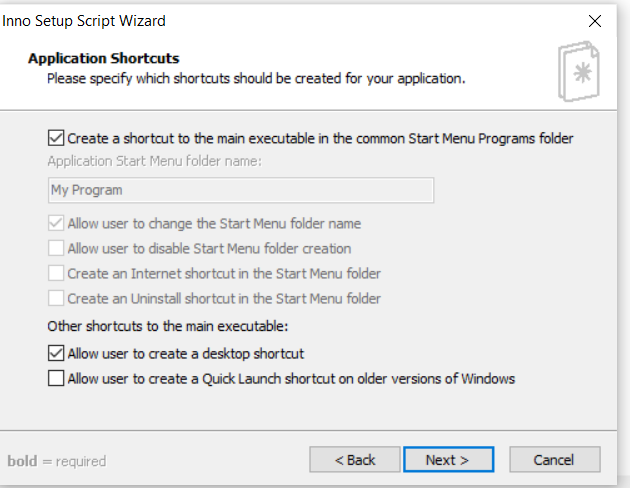 Inno Setup Script Wizard
Application Shortcuts
Please specify which shortcuts should be created for your application.
Create a shortcut to the main executable in the common Start Menu Programs folder
Application Start Menu folder name:
My Program
Allow user to change the Start Menu folder name
Allow user to disable Start Menu folder creation
Create an Internet shortcut in the Start Menu folder
Create an Uninstall shortcut in the Start Menu folder
Other shortcuts to the main executable:
Allow user to create a desktop shortcut
Allow user to create a Quick Launch shortcut on older versions of Windows
bold = required
< Back
Next >
Cancel